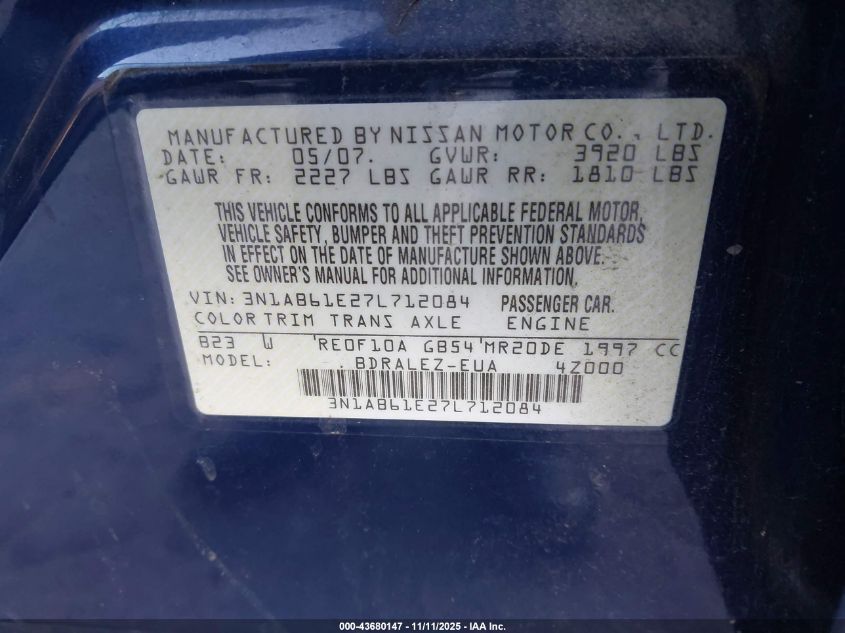 MANUFACTURED BY NISSAN MOTOR CO., LTD.
DATE: 05/07. GVWR: 3920 LBS
GAWR FR: 2227 LBS GAWR RR: 1810 LBS
THIS VEHICLE CONFORMS TO ALL APPLICABLE FEDERAL MOTOR,
VEHICLE SAFETY, BUMPER AND THEFT PREVENTION STANDARDS
IN EFFECT ON THE DATE OF MANUFACTURE SHOWN ABOVE.
SEE OWNER'S MANUAL FOR ADDITIONAL INFORMATION.
VIN: 3N1AB61E27L712084 PASSENGER CAR.
COLOR TRIM TRANS AXLE ENGINE
B23 W 'RE0F10A GB54'MR20DE 1997 CC
MODEL: BDRALEZ-EUA 4Z000
3N1AB61E27L712084
000-43680147 - 11/11/2025 - IAA Inc.